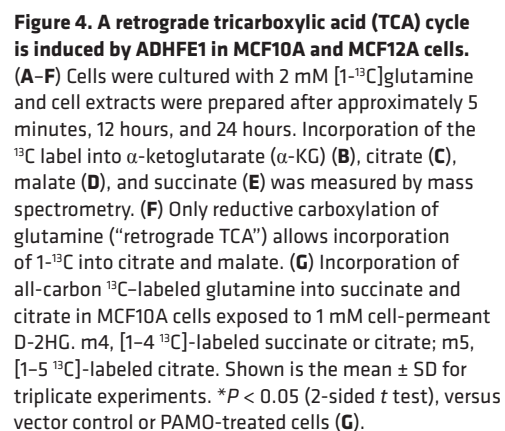 Figure 4. A retrograde tricarboxylic acid (TCA) cycle
is induced by ADHFE1 in MCF10A and MCF12A cells.
(A–F) Cells were cultured with 2 mM [1-¹³C]glutamine
and cell extracts were prepared after approximately 5
minutes, 12 hours, and 24 hours. Incorporation of the
¹³C label into α-ketoglutarate (α-KG) (B), citrate (C),
malate (D), and succinate (E) was measured by mass
spectrometry. (F) Only reductive carboxylation of
glutamine (“retrograde TCA”) allows incorporation
of 1-¹³C into citrate and malate. (G) Incorporation of
all-carbon ¹³C–labeled glutamine into succinate and
citrate in MCF10A cells exposed to 1 mM cell-permeant
D-2HG. m4, [1–4 ¹³C]-labeled succinate or citrate; m5,
[1–5 ¹³C]-labeled citrate. Shown is the mean ± SD for
triplicate experiments. *P < 0.05 (2-sided t test), versus
vector control or PAMO-treated cells (G).